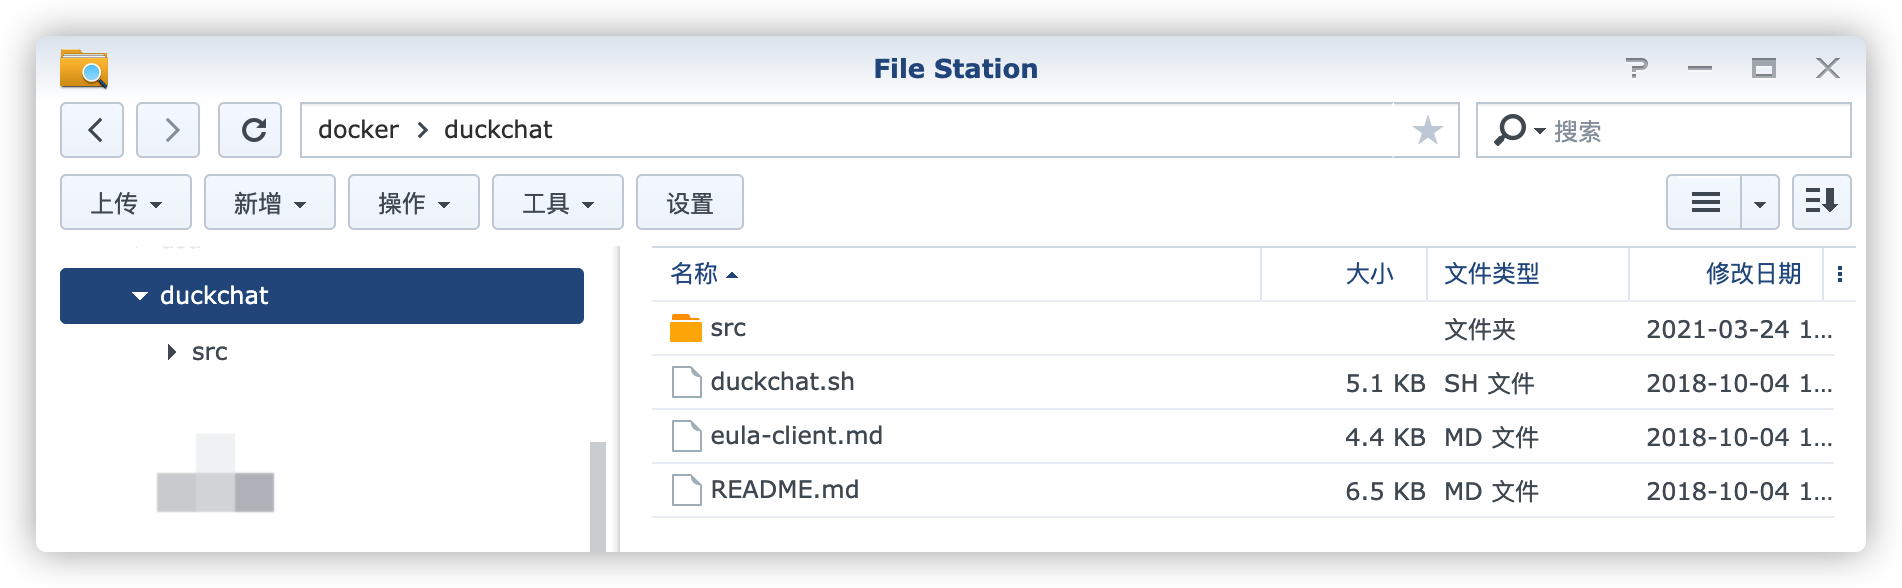 File Station
docker > duckchat
搜索
上传 新增 操作 工具 设置
duckchat
src
名称 大小 文件类型 修改日期
src 文件夹 2021-03-24 1...
duckchat.sh 5.1 KB SH 文件 2018-10-04 1...
eula-client.md 4.4 KB MD 文件 2018-10-04 1...
README.md 6.5 KB MD 文件 2018-10-04 1...